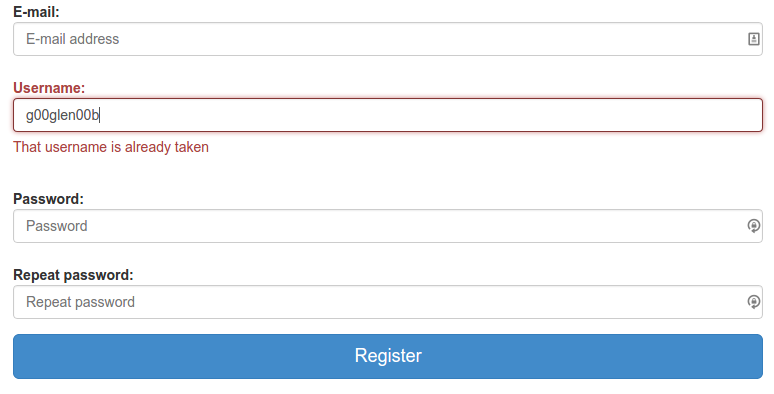 E-mail:
E-mail address
Username:
g00glen00b
That username is already taken
Password:
Password
Repeat password:
Repeat password
Register